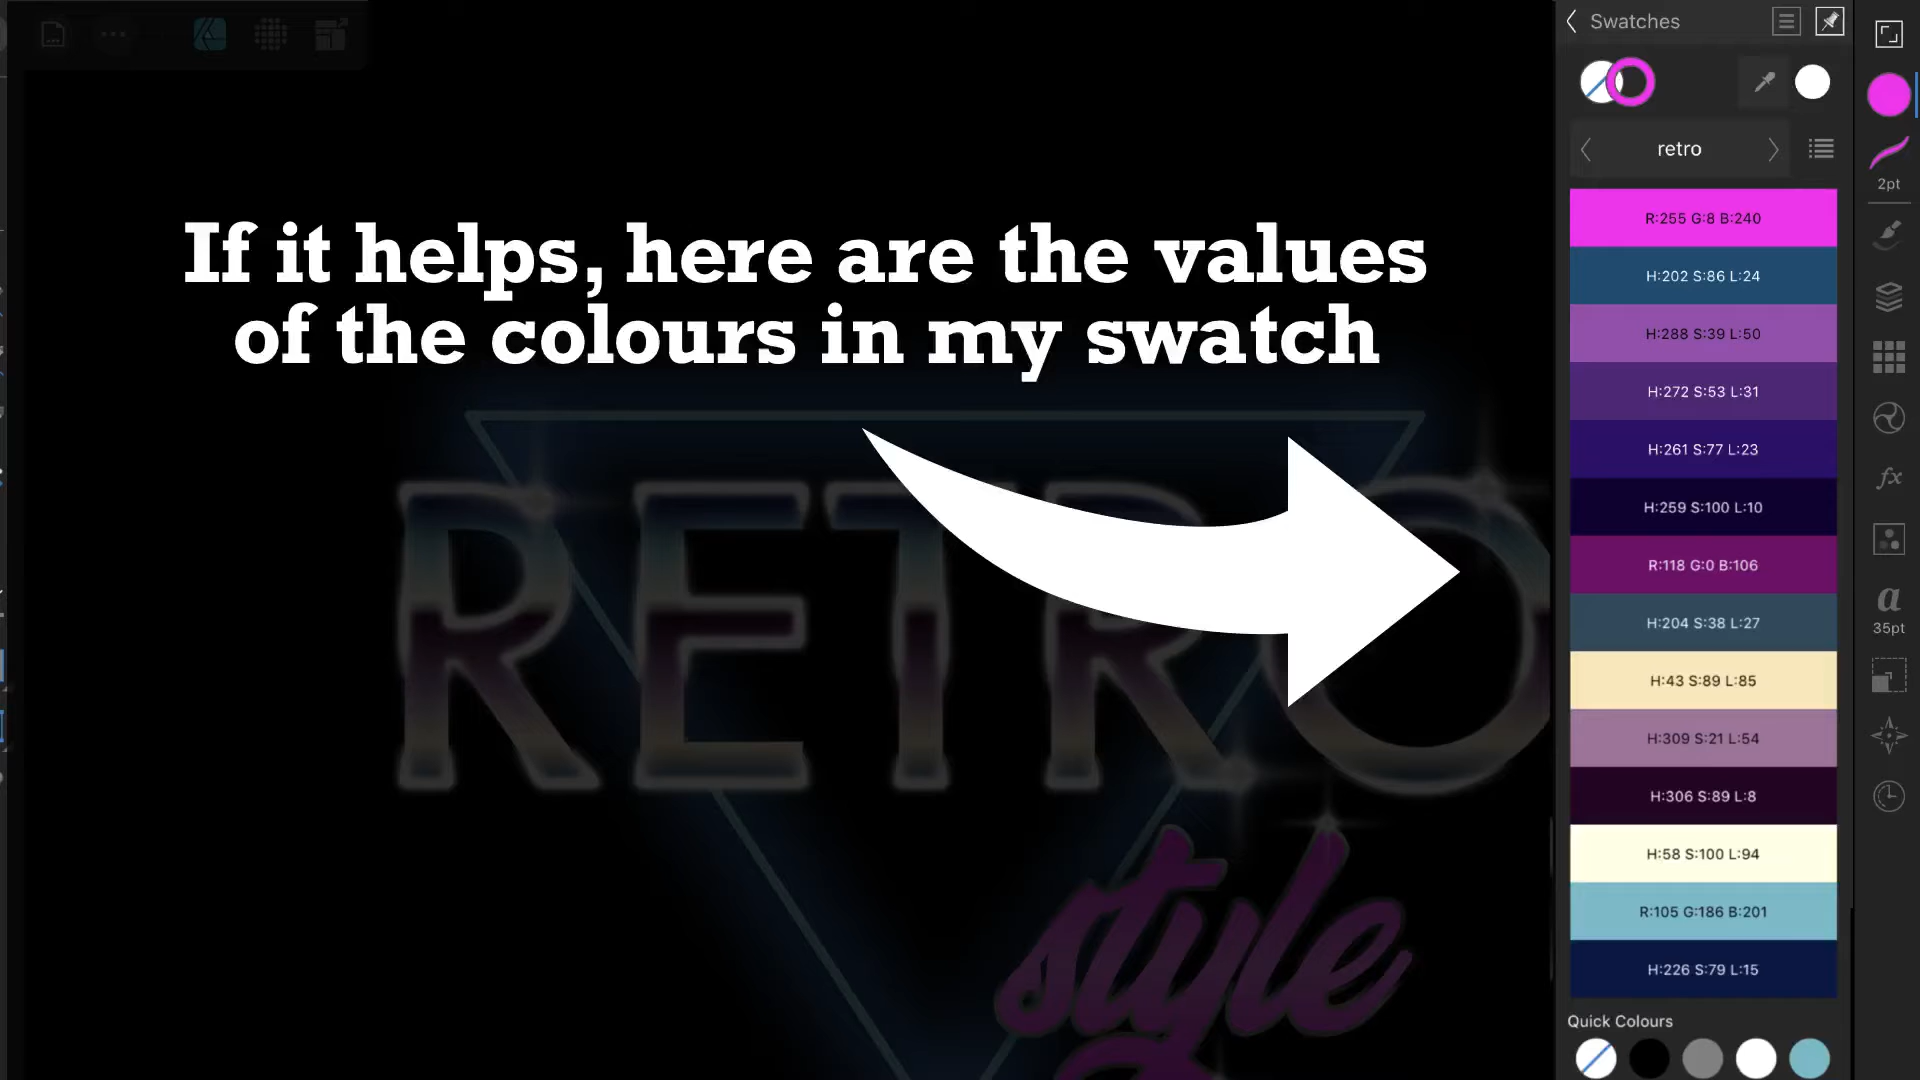 Swatches
retro
2pt
R:255 G:8 B:240
H:202 S:86 L:24
H:288 S:39 L:50
H:272 S:53 L:31
H:261 S:77 L:23
H:259 S:100 L:10
R:118 G:0 B:106
H:204 S:38 L:27
H:43 S:89 L:85
H:309 S:21 L:54
H:306 S:89 L:8
H:58 S:100 L:94
R:105 G:186 B:201
H:226 S:79 L:15
Quick Colours
fx
a
35pt
If it helps, here are the values
of the colours in my swatch
RETRO
style